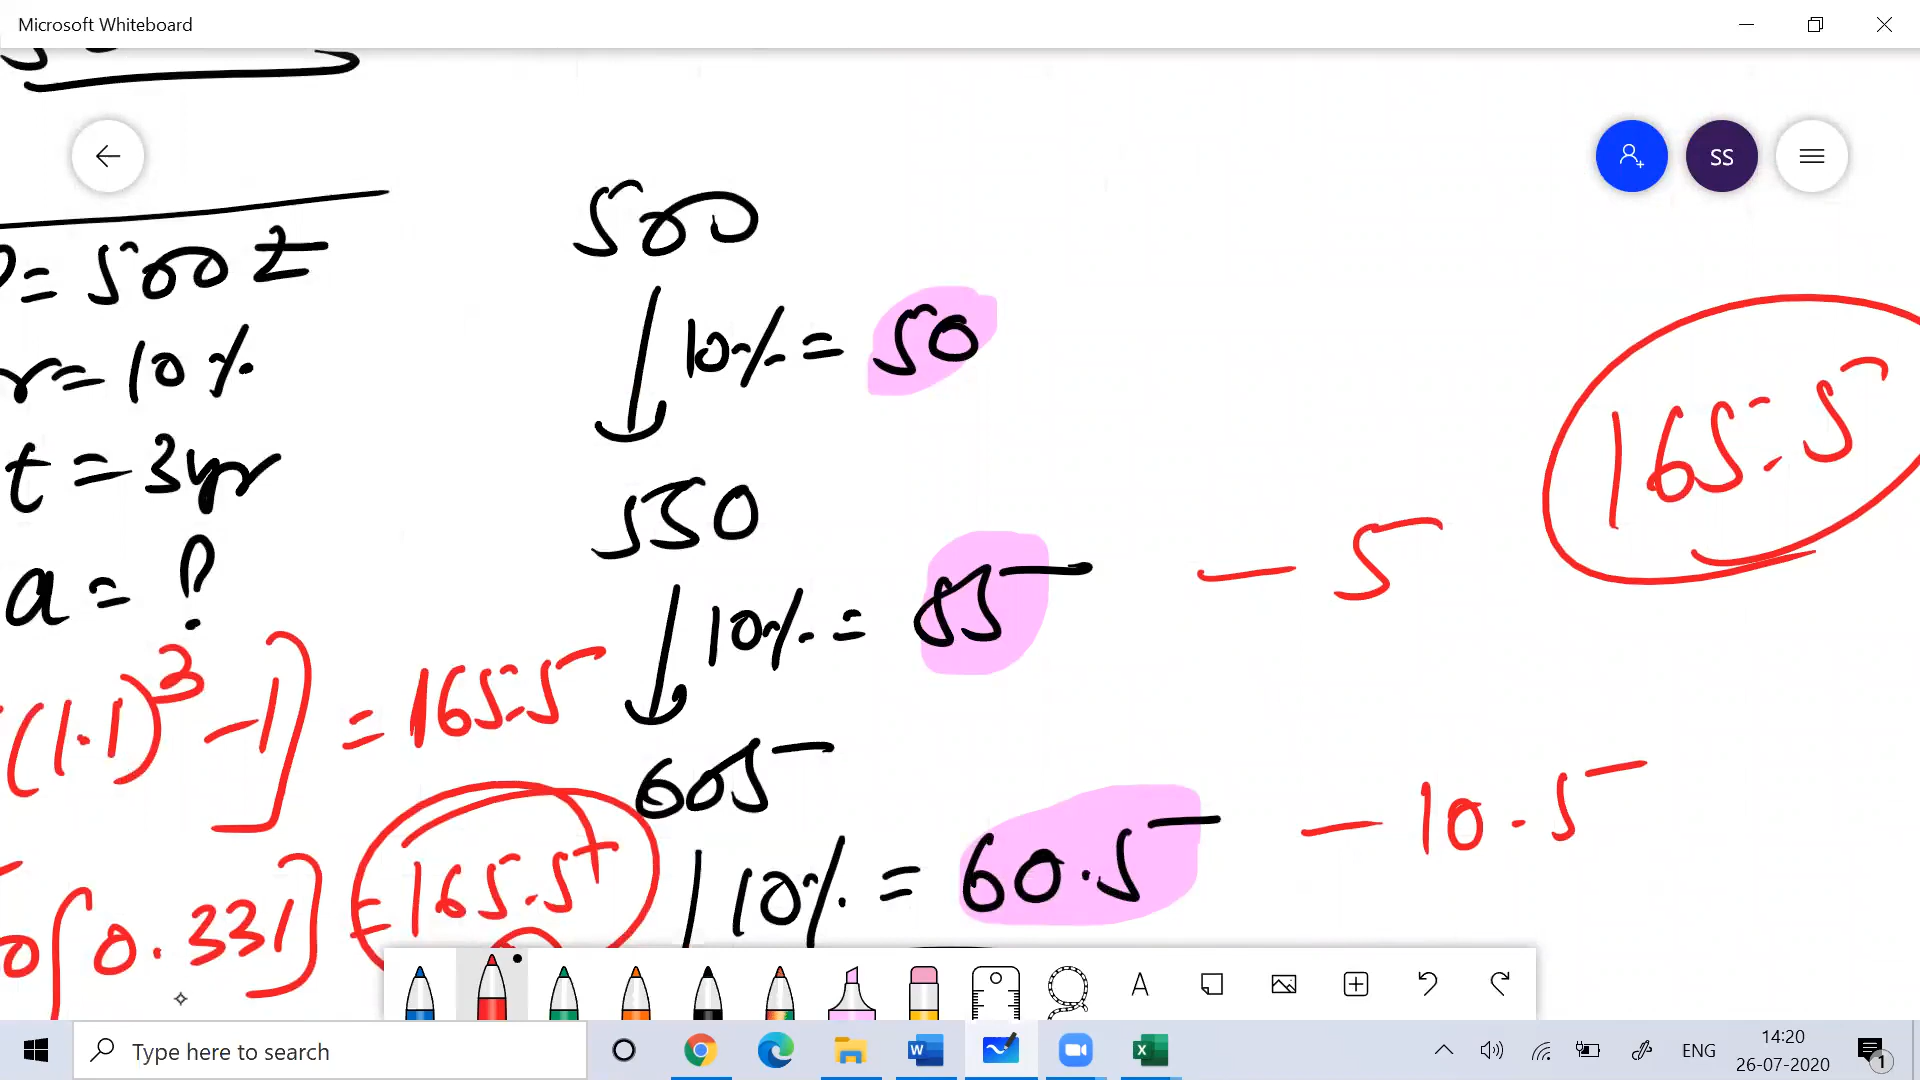 Microsoft Whiteboard
SS
= 500
r = 10%
t = 3yr
a = ?
((1.1)³ - 1] = 165.5
[0.331] = 165.5
500
10% = 50
550
10% = 55 - 5
605
10% = 60.5 - 10.5
165.5
A
Type here to search
ENG
14:20
26-07-2020
1